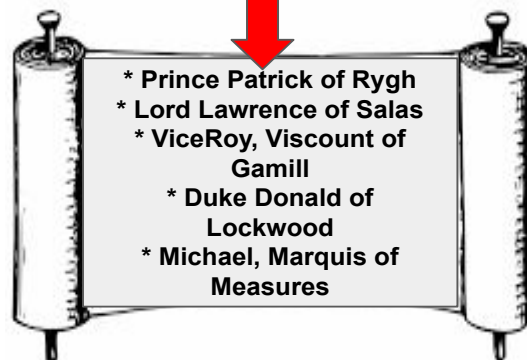 * Prince Patrick of Rygh
* Lord Lawrence of Salas
* ViceRoy, Viscount of
Gamill
* Duke Donald of
Lockwood
* Michael, Marquis of
Measures